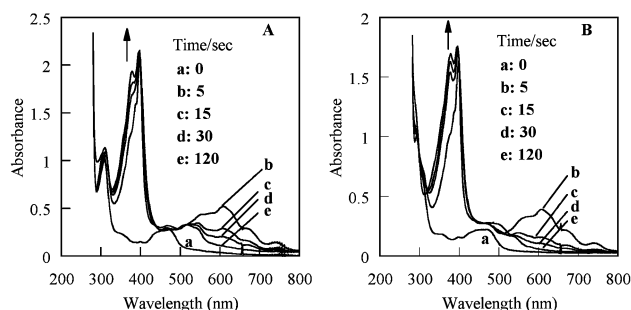 A
Time/sec
a: 0
b: 5
c: 15
d: 30
e: 120
b
c
d
e
a
2.5
2
1.5
1
0.5
0
Absorbance
200 300 400 500 600 700 800
Wavelength (nm)
B
Time/sec
a: 0
b: 5
c: 15
d: 30
e: 120
b
c
d
e
a
2
1.5
1
0.5
0
Absorbance
200 300 400 500 600 700 800
Wavelength (nm)